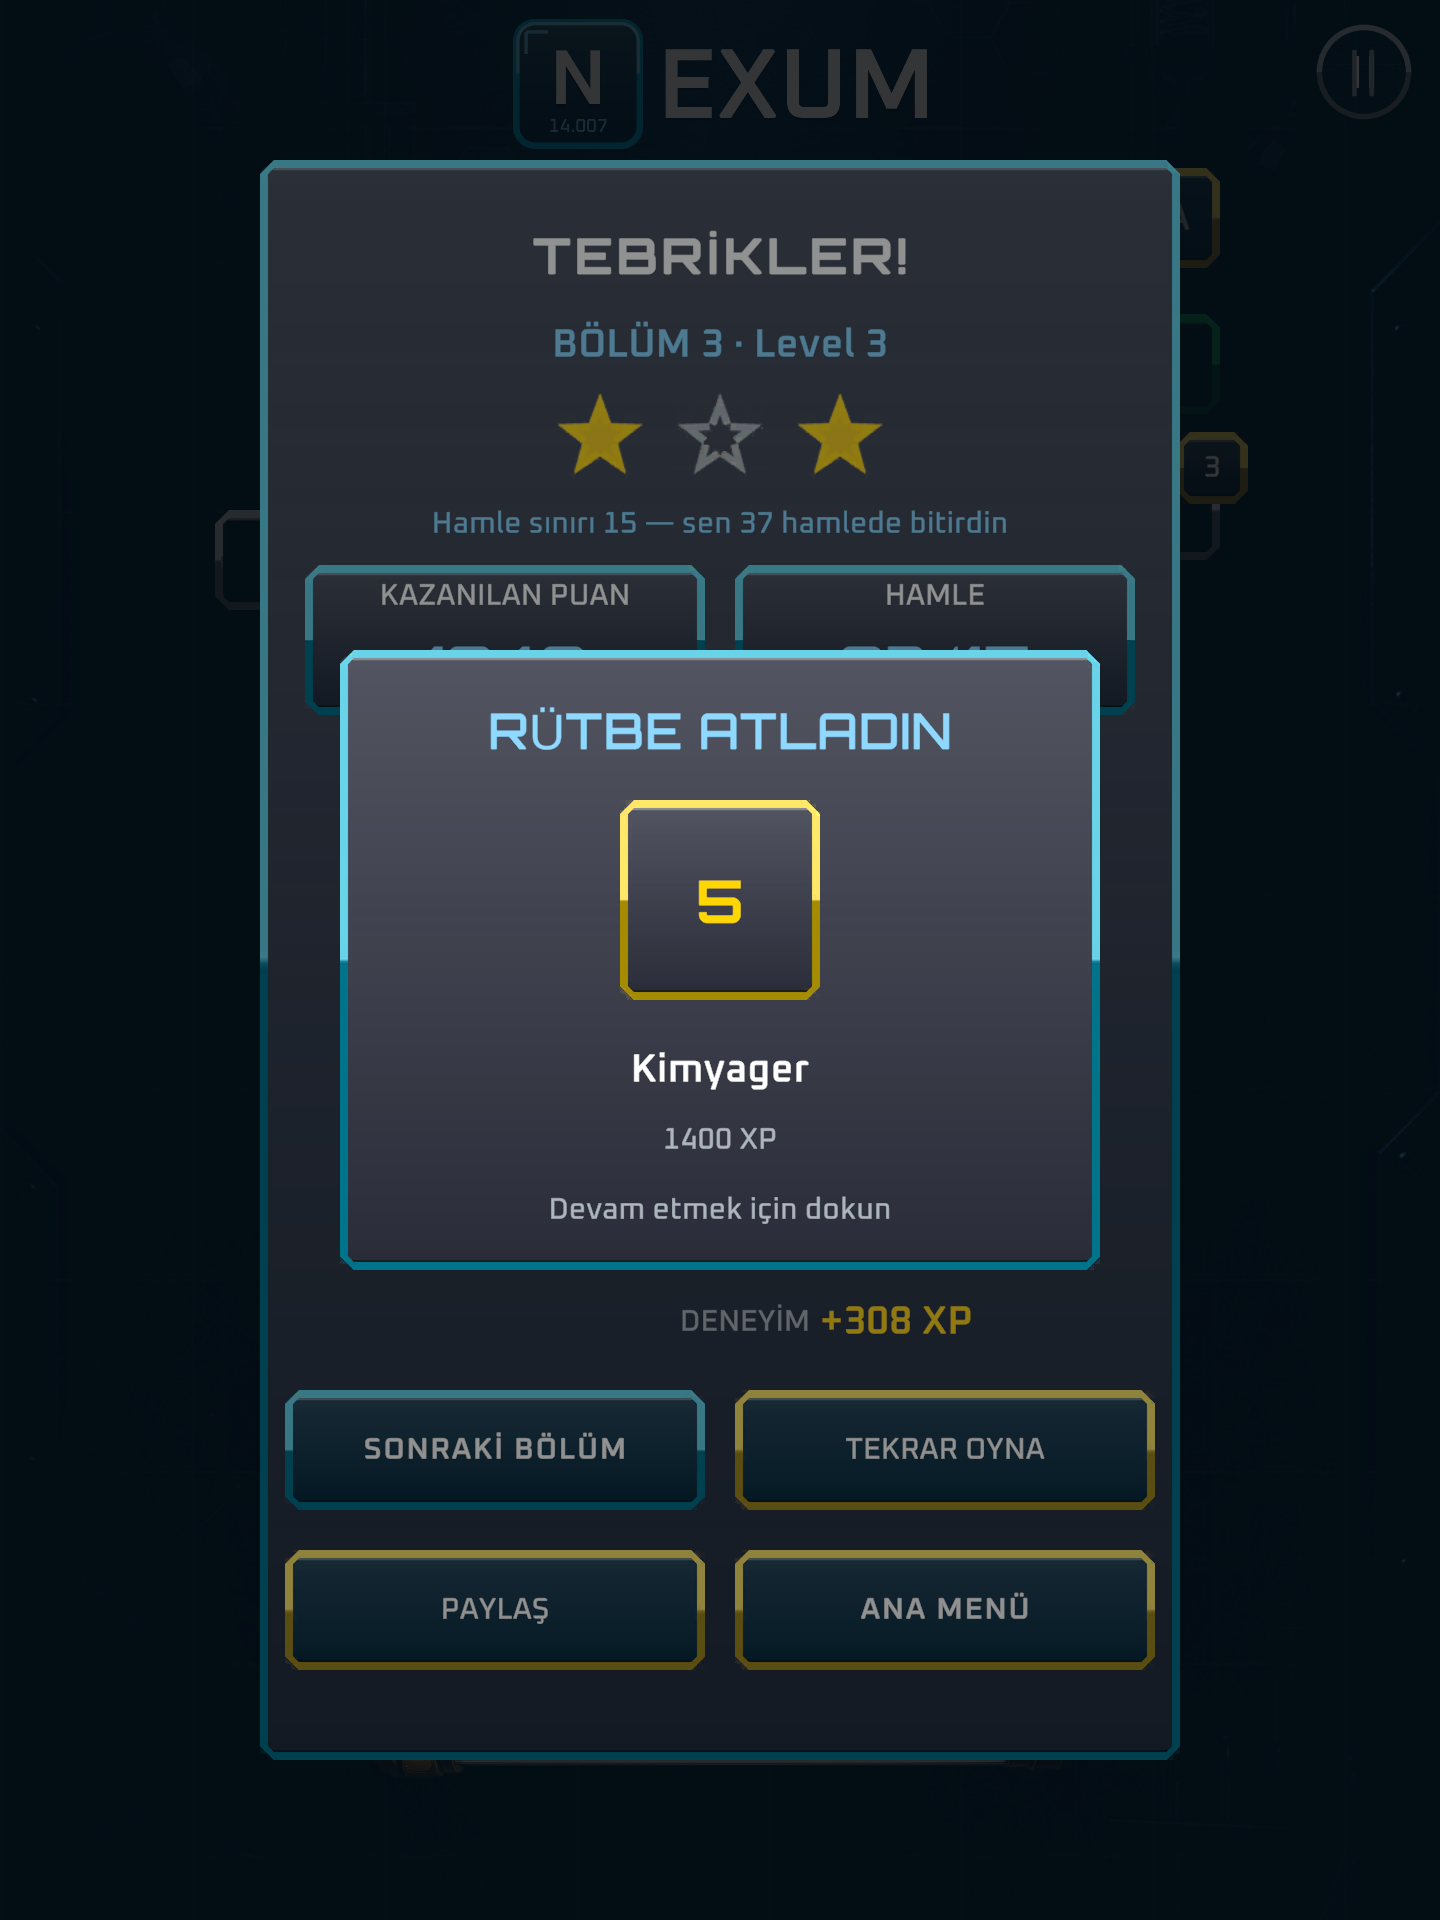 N
14.007
EXUM
TEBRİKLER!
BÖLÜM 3 · Level 3
3
Hamle sınırı 15 — sen 37 hamlede bitirdin
KAZANILAN PUAN
HAMLE
RÜTBE ATLADIN
5
Kimyager
1400 XP
Devam etmek için dokun
DENEYİM +308 XP
SONRAKİ BÖLÜM
TEKRAR OYNA
PAYLAŞ
ANA MENÜ